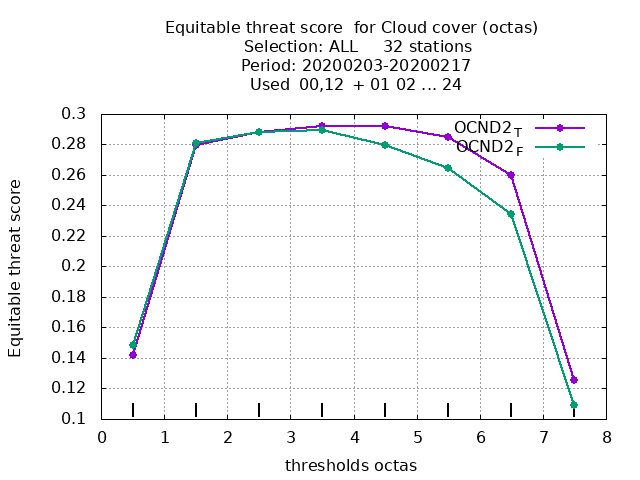 Equitable threat score  for Cloud cover (octas)
Selection: ALL     32 stations
Period: 20200203-20200217
Used  00,12  + 01 02 ... 24
OCND2T
OCND2F
0.3
0.28
0.26
0.24
0.22
0.2
0.18
0.16
0.14
0.12
0.1
Equitable threat score
0 1 2 3 4 5 6 7 8
thresholds octas